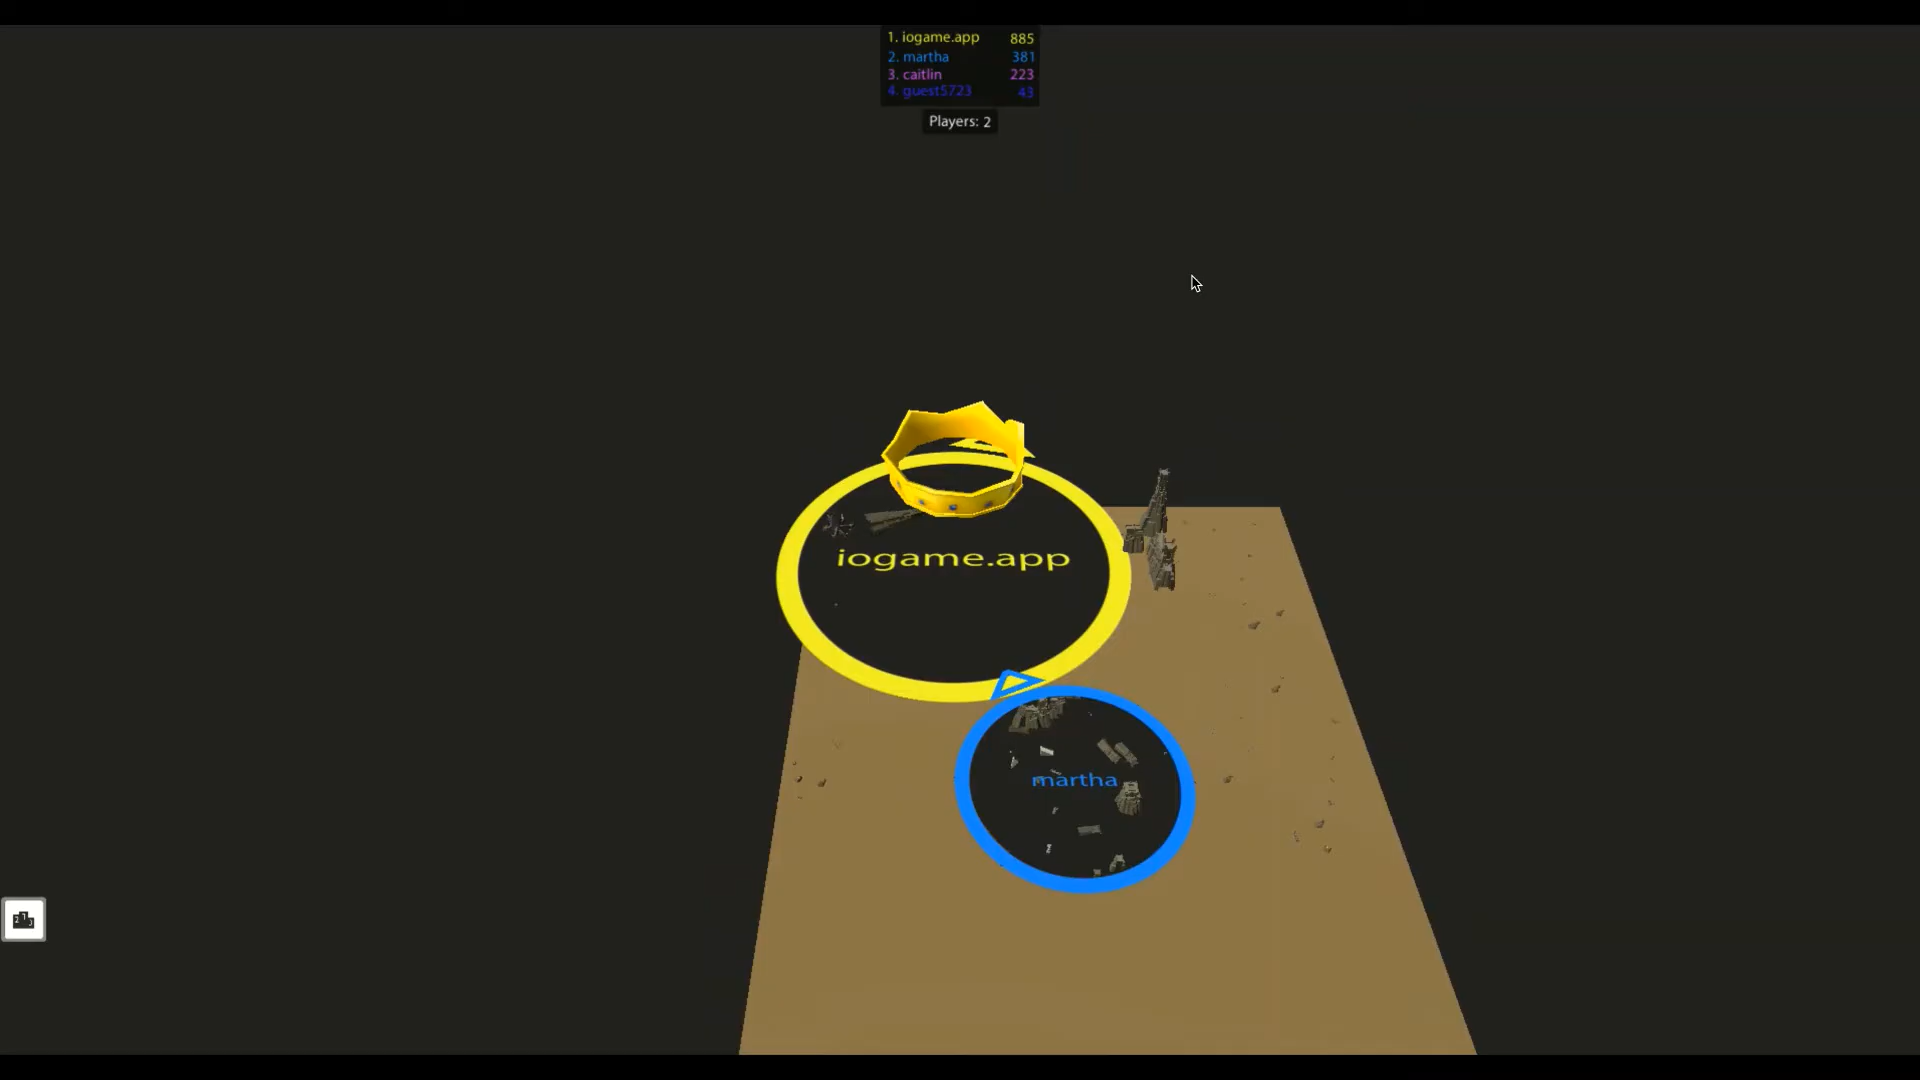 1. iogame.app 885
2. martha 381
3. caitlin 223
4. guest5723 43
Players: 2
iogame.app
martha